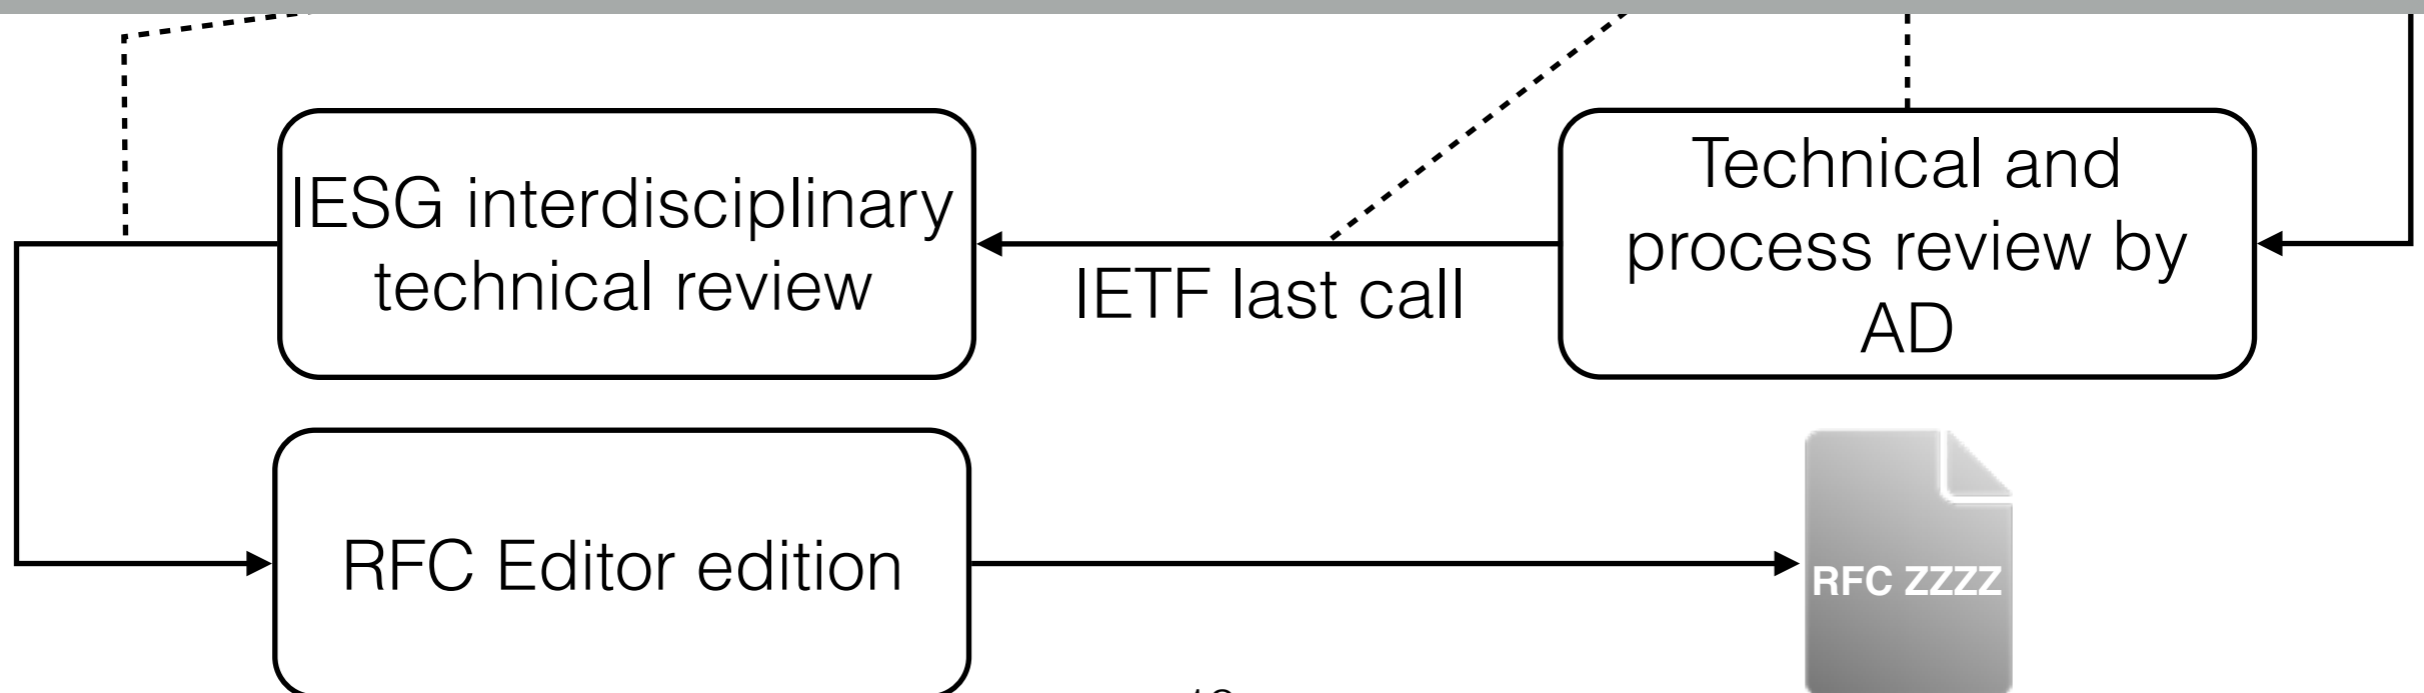 IESG interdisciplinary
technical review
IETF last call
Technical and
process review by
AD
RFC Editor edition
RFC ZZZZ